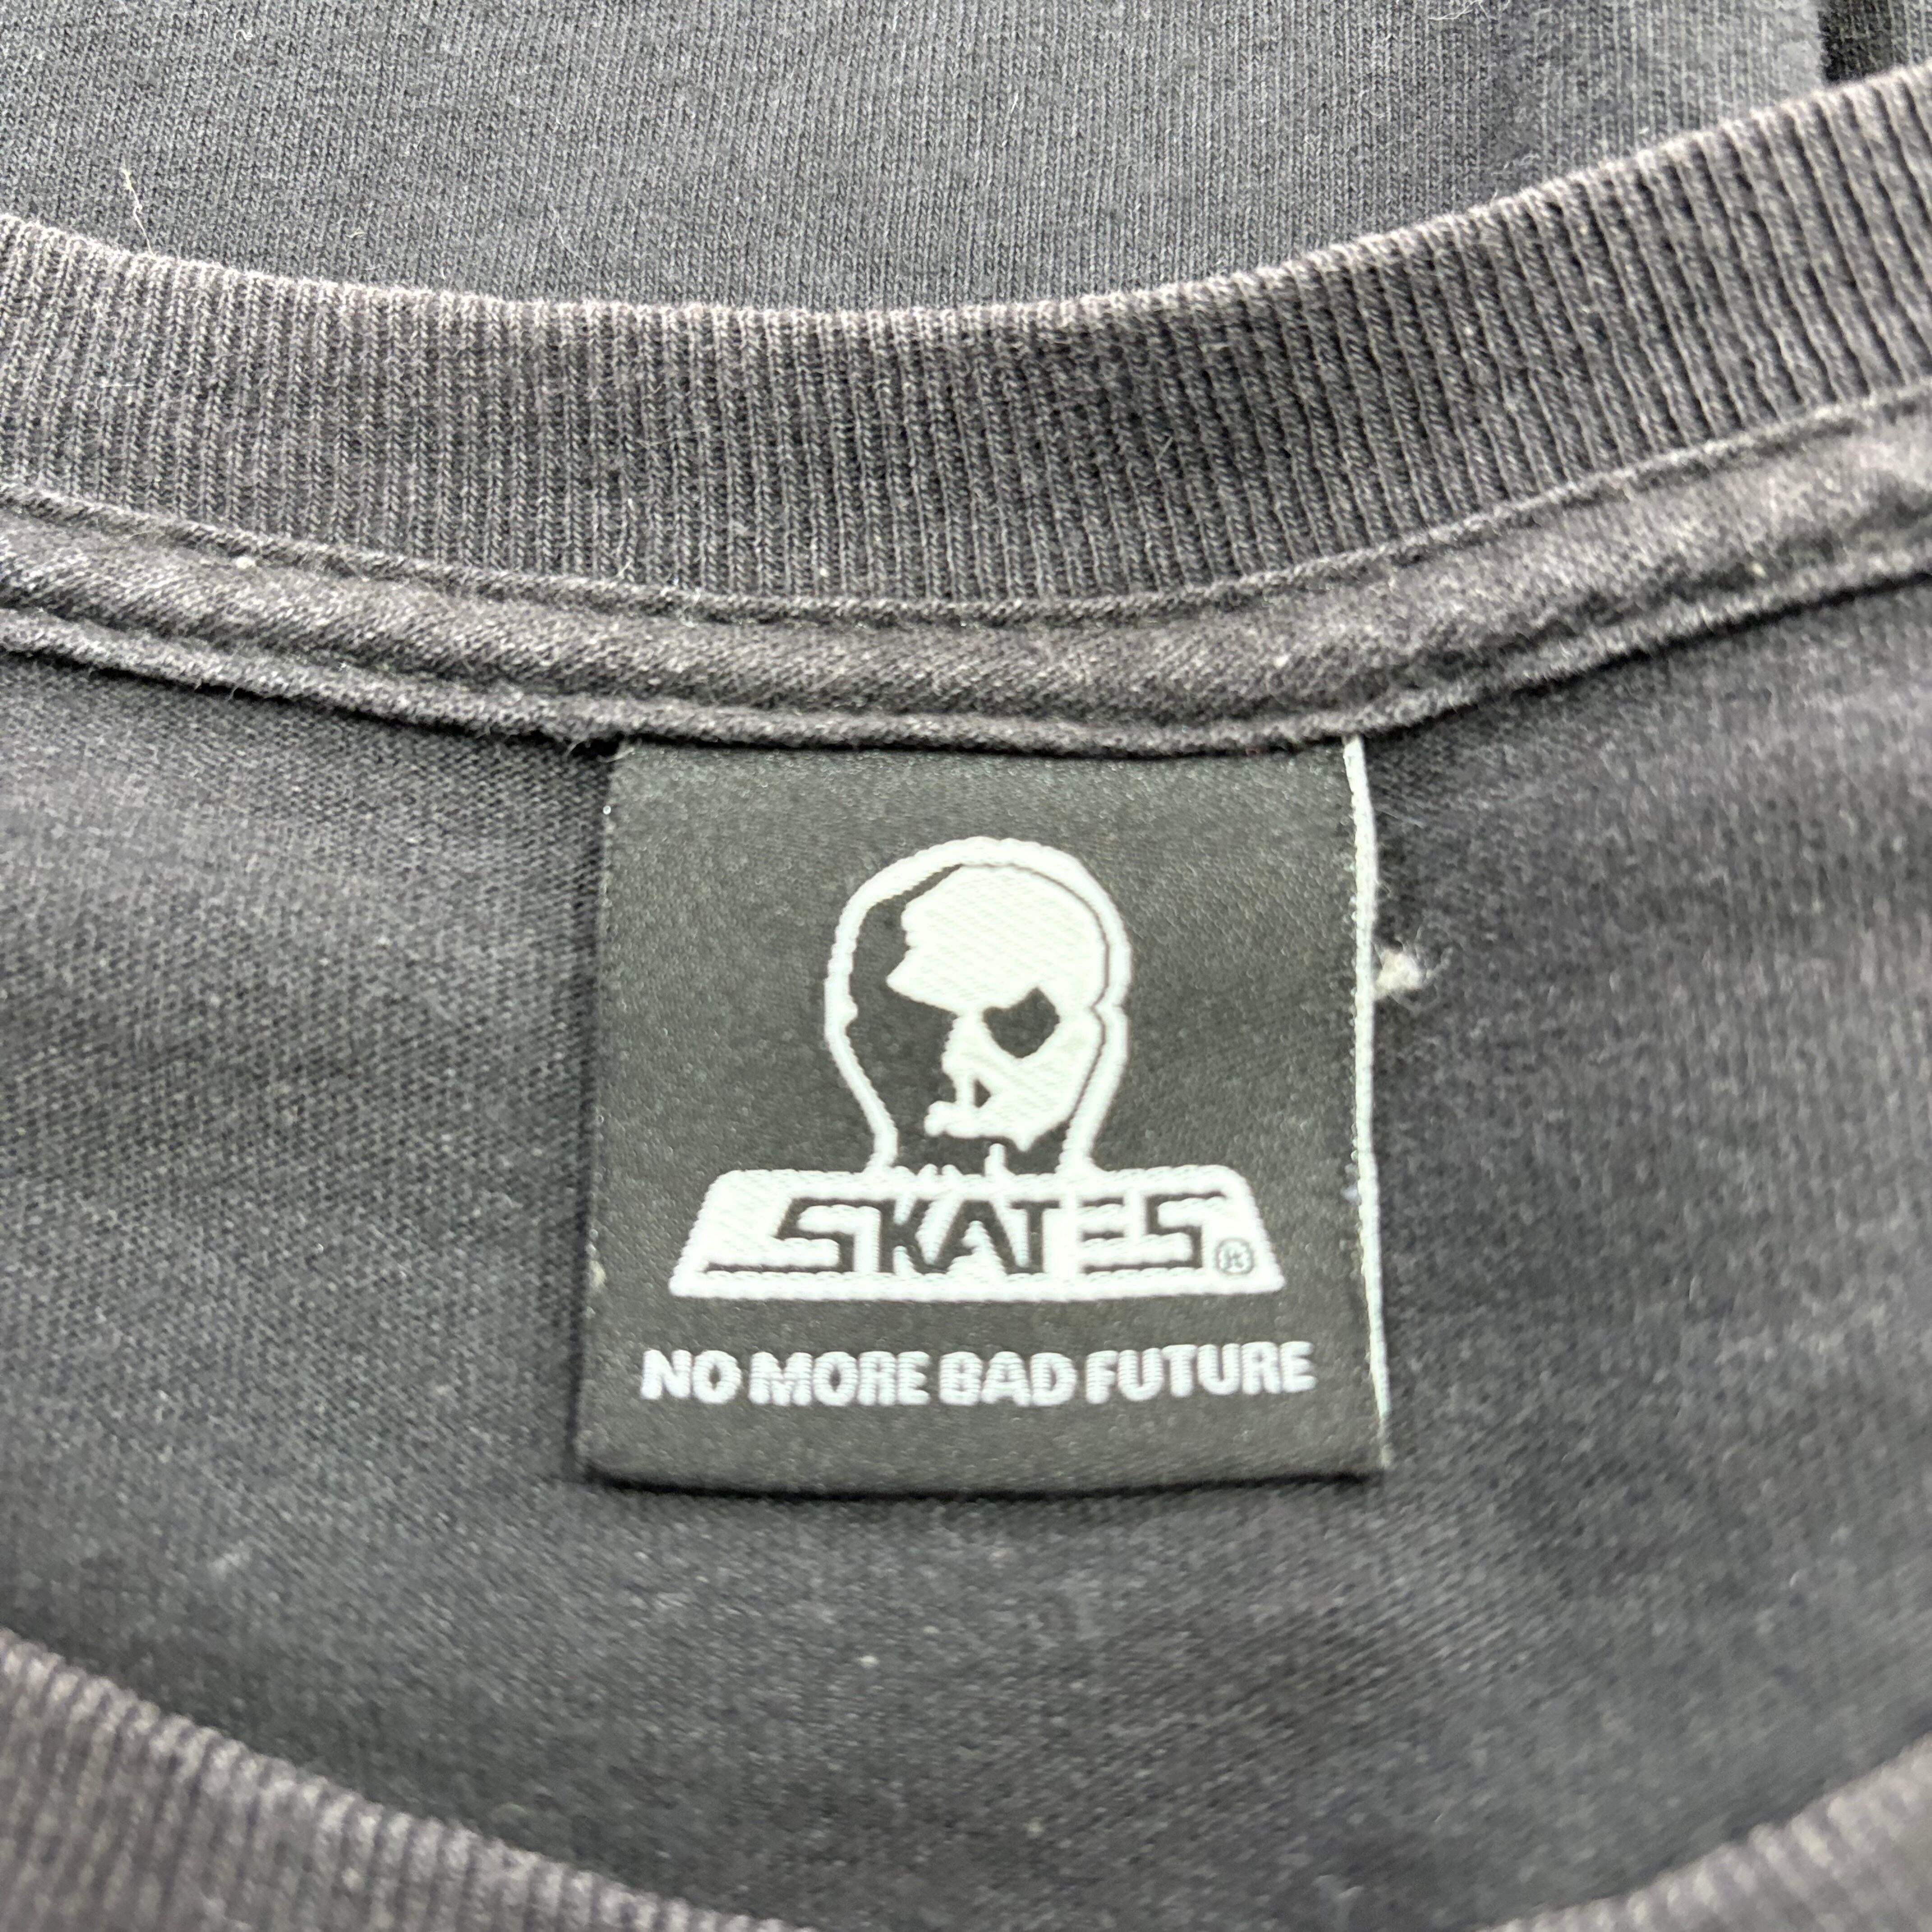 SKATES®
NO MORE BAD FUTURE